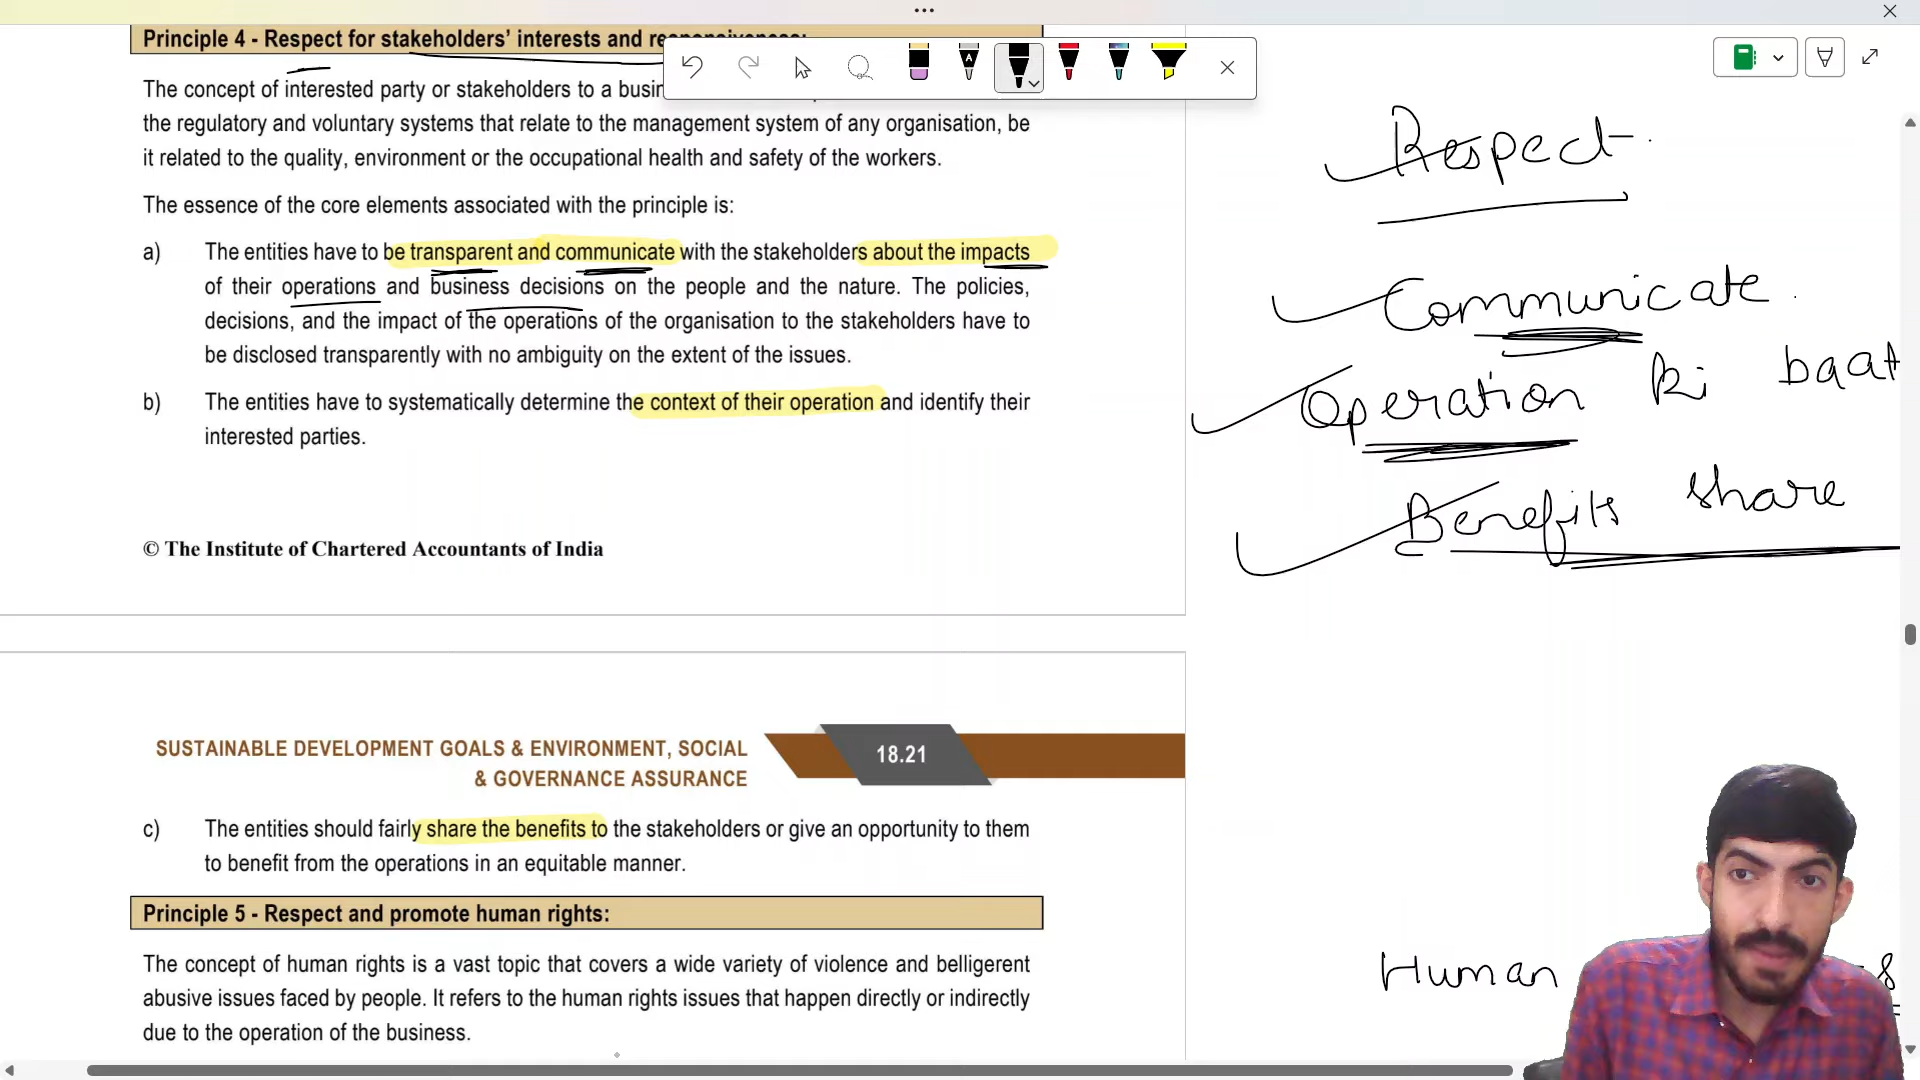 Principle 4 - Respect for stakeholders' interests and responsiveness:
The concept of interested party or stakeholders to a
the regulatory and voluntary systems that relate to the management system of any organisation, be
it related to the quality, environment or the occupational health and safety of the workers.
The essence of the core elements associated with the principle is:
a) The entities have to be transparent and communicate with the stakeholders about the impacts
of their operations and business decisions on the people and the nature. The policies,
decisions, and the impact of the operations of the organisation to the stakeholders have to
be disclosed transparently with no ambiguity on the extent of the issues.
b) The entities have to systematically determine the context of their operation and identify their
interested parties.
© The Institute of Chartered Accountants of India
SUSTAINABLE DEVELOPMENT GOALS & ENVIRONMENT, SOCIAL
& GOVERNANCE ASSURANCE
18.21
c) The entities should fairly share the benefits to the stakeholders or give an opportunity to them
to benefit from the operations in an equitable manner.
Principle 5 - Respect and promote human rights:
The concept of human rights is a vast topic that covers a wide variety of violence and belligerent
abusive issues faced by people. It refers to the human rights issues that happen directly or indirectly
due to the operation of the business.
Respect
Communicate
Operation ki baat
Benefits share
Human
A